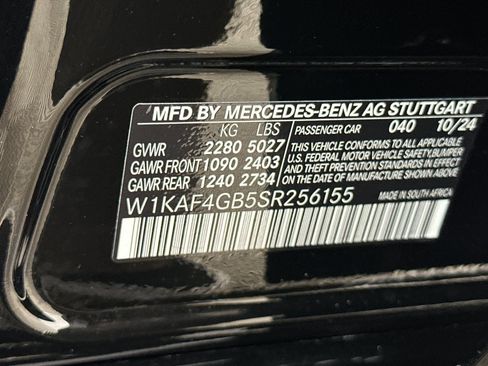 MFD BY MERCEDES-BENZ AG STUTTGART
KG LBS PASSENGER CAR 040 10/24
GVWR 2280 5027
GAWR FRONT 1090 2403
GAWR REAR 1240 2734
THIS VEHICLE CONFORMS TO ALL APPLICABLE
U.S. FEDERAL MOTOR VEHICLE SAFETY, BUMPER,
AND THEFT PREVENTION STANDARDS IN EFFECT
ON THE DATE OF MANUFACTURE SHOWN ABOVE.
W1KAF4GB5SR256155
MADE IN SOUTH AFRICA